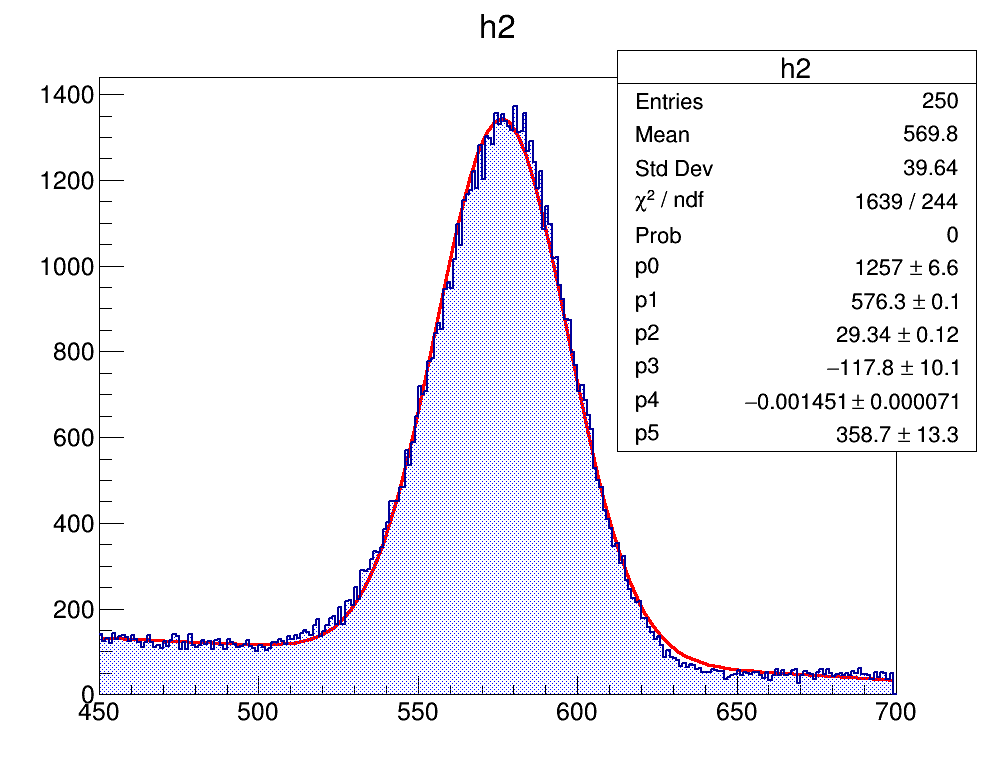 h2
h2
Entries 250
Mean 569.8
Std Dev 39.64
χ² / ndf 1639 / 244
Prob 0
p0 1257 ± 6.6
p1 576.3 ± 0.1
p2 29.34 ± 0.12
p3 −117.8 ± 10.1
p4 −0.001451 ± 0.000071
p5 358.7 ± 13.3
1400
1200
1000
800
600
400
200
0
450 500 550 600 650 700